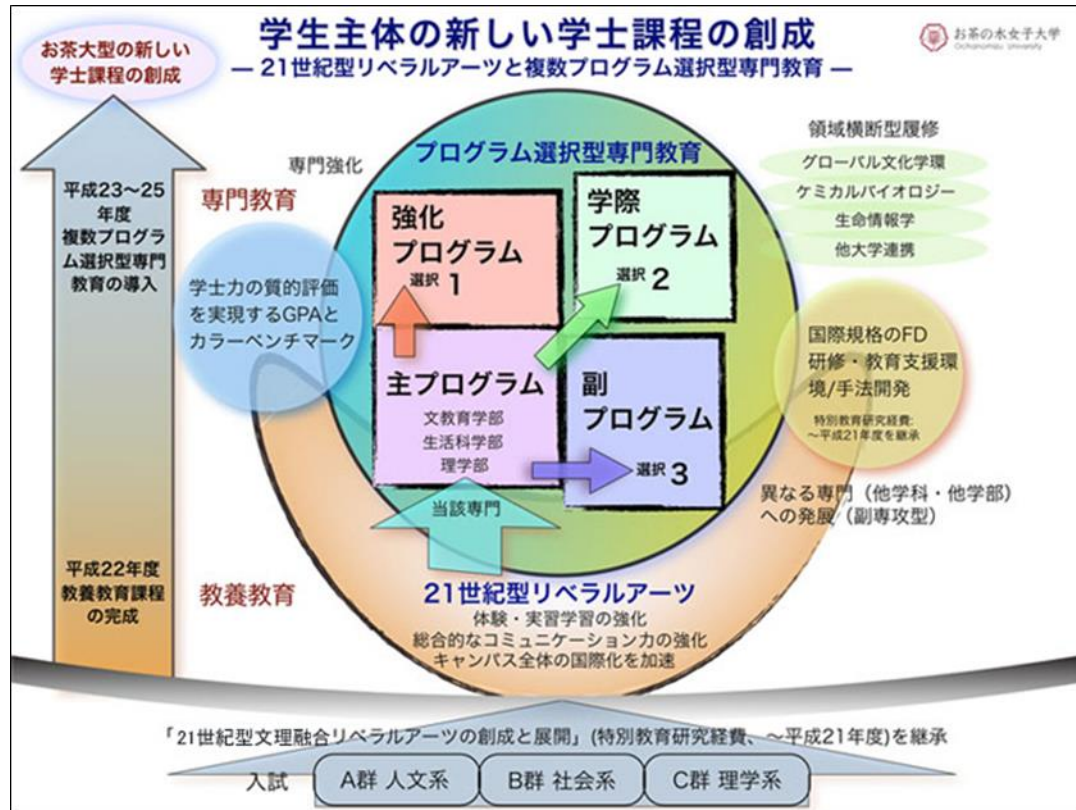 お茶大型の新しい
学士課程の創成
学生主体の新しい学士課程の創成
― 21世紀型リベラルアーツと複数プログラム選択型専門教育 ―
お茶の水女子大学
Ochanomizu University
平成23〜25
年度
複数プログラ
ム選択型専門
教育の導入
平成22年度
教養教育課程
の完成
専門教育
専門強化
学士力の質的評価
を実現するGPAと
カラーベンチマーク
プログラム選択型専門教育
強化
プログラム
選択 1
学際
プログラム
選択 2
主プログラム
文教育学部
生活科学部
理学部
副
プログラム
選択 3
当該専門
領域横断型履修
グローバル文化学環
ケミカルバイオロジー
生命情報学
他大学連携
国際規格のFD
研修・教育支援環
境/手法開発
特別教育研究経費:
〜平成21年度を継承
異なる専門（他学科・他学部）
への発展（副専攻型）
教養教育
21世紀型リベラルアーツ
体験・実習学習の強化
総合的なコミュニケーション力の強化
キャンパス全体の国際化を加速
「21世紀型文理融合リベラルアーツの創成と展開」(特別教育研究経費、〜平成21年度)を継承
入試
A群 人文系
B群 社会系
C群 理学系